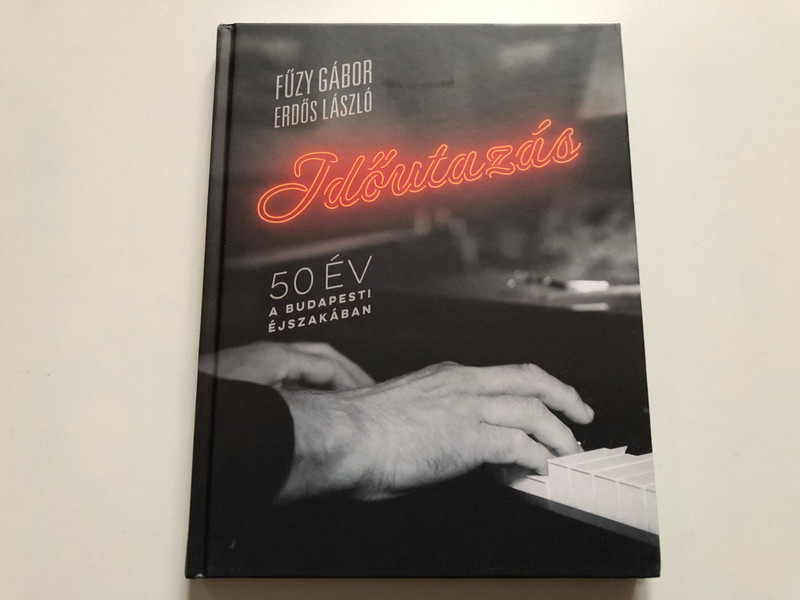 FŰZY GÁBOR
ERDŐS LÁSZLÓ
Időutazás
50 ÉV
A BUDAPESTI
ÉJSZAKÁBAN